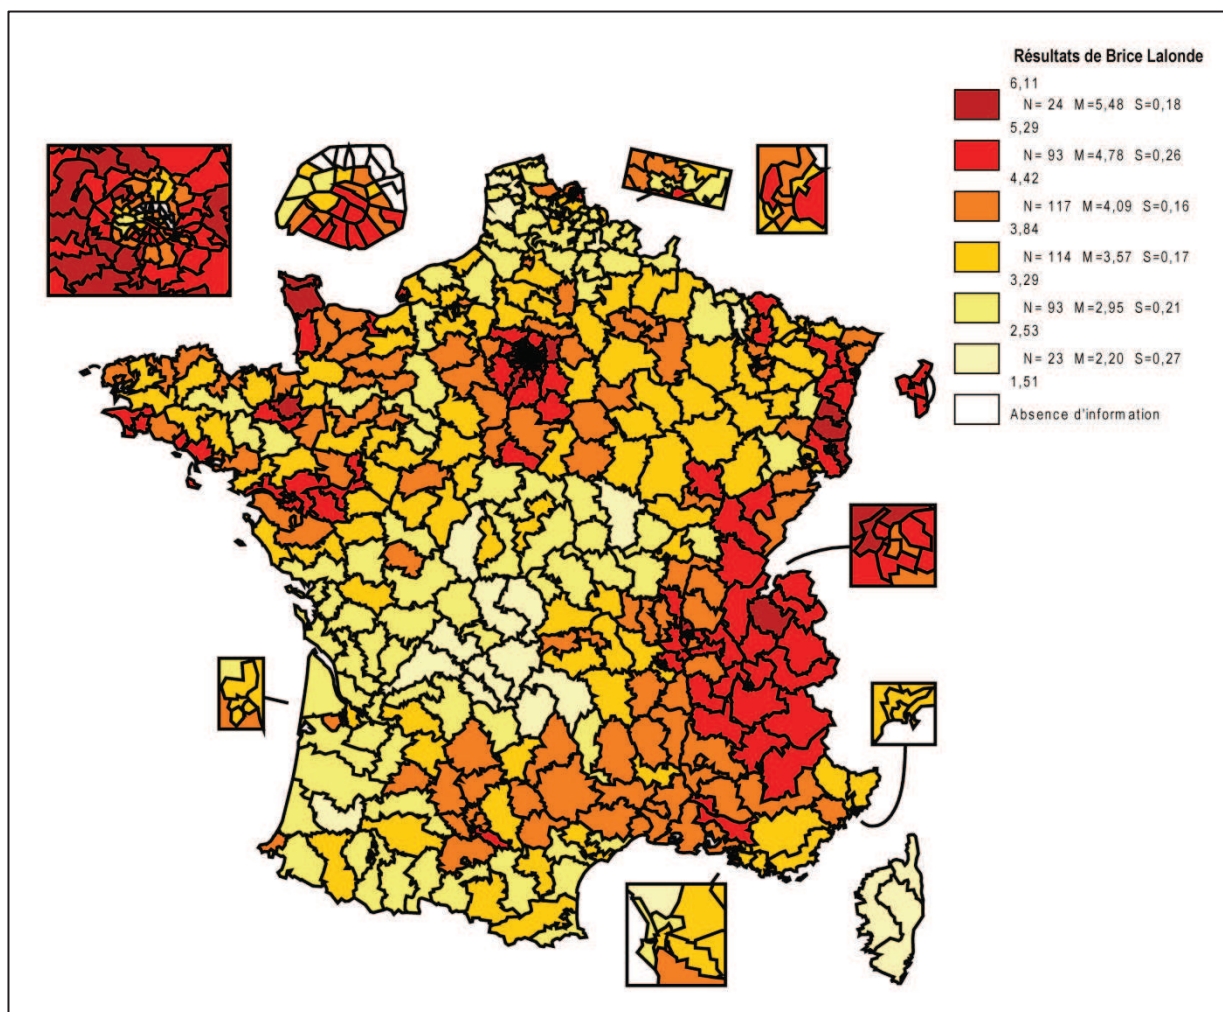 Résultats de Brice Lalonde
6,11
N= 24 M=5,48 S=0,18
5,29
N= 93 M=4,78 S=0,26
4,42
N= 117 M=4,09 S=0,16
3,84
N= 114 M=3,57 S=0,17
3,29
N= 93 M=2,95 S=0,21
2,53
N= 23 M=2,20 S=0,27
1,51
Absence d'information